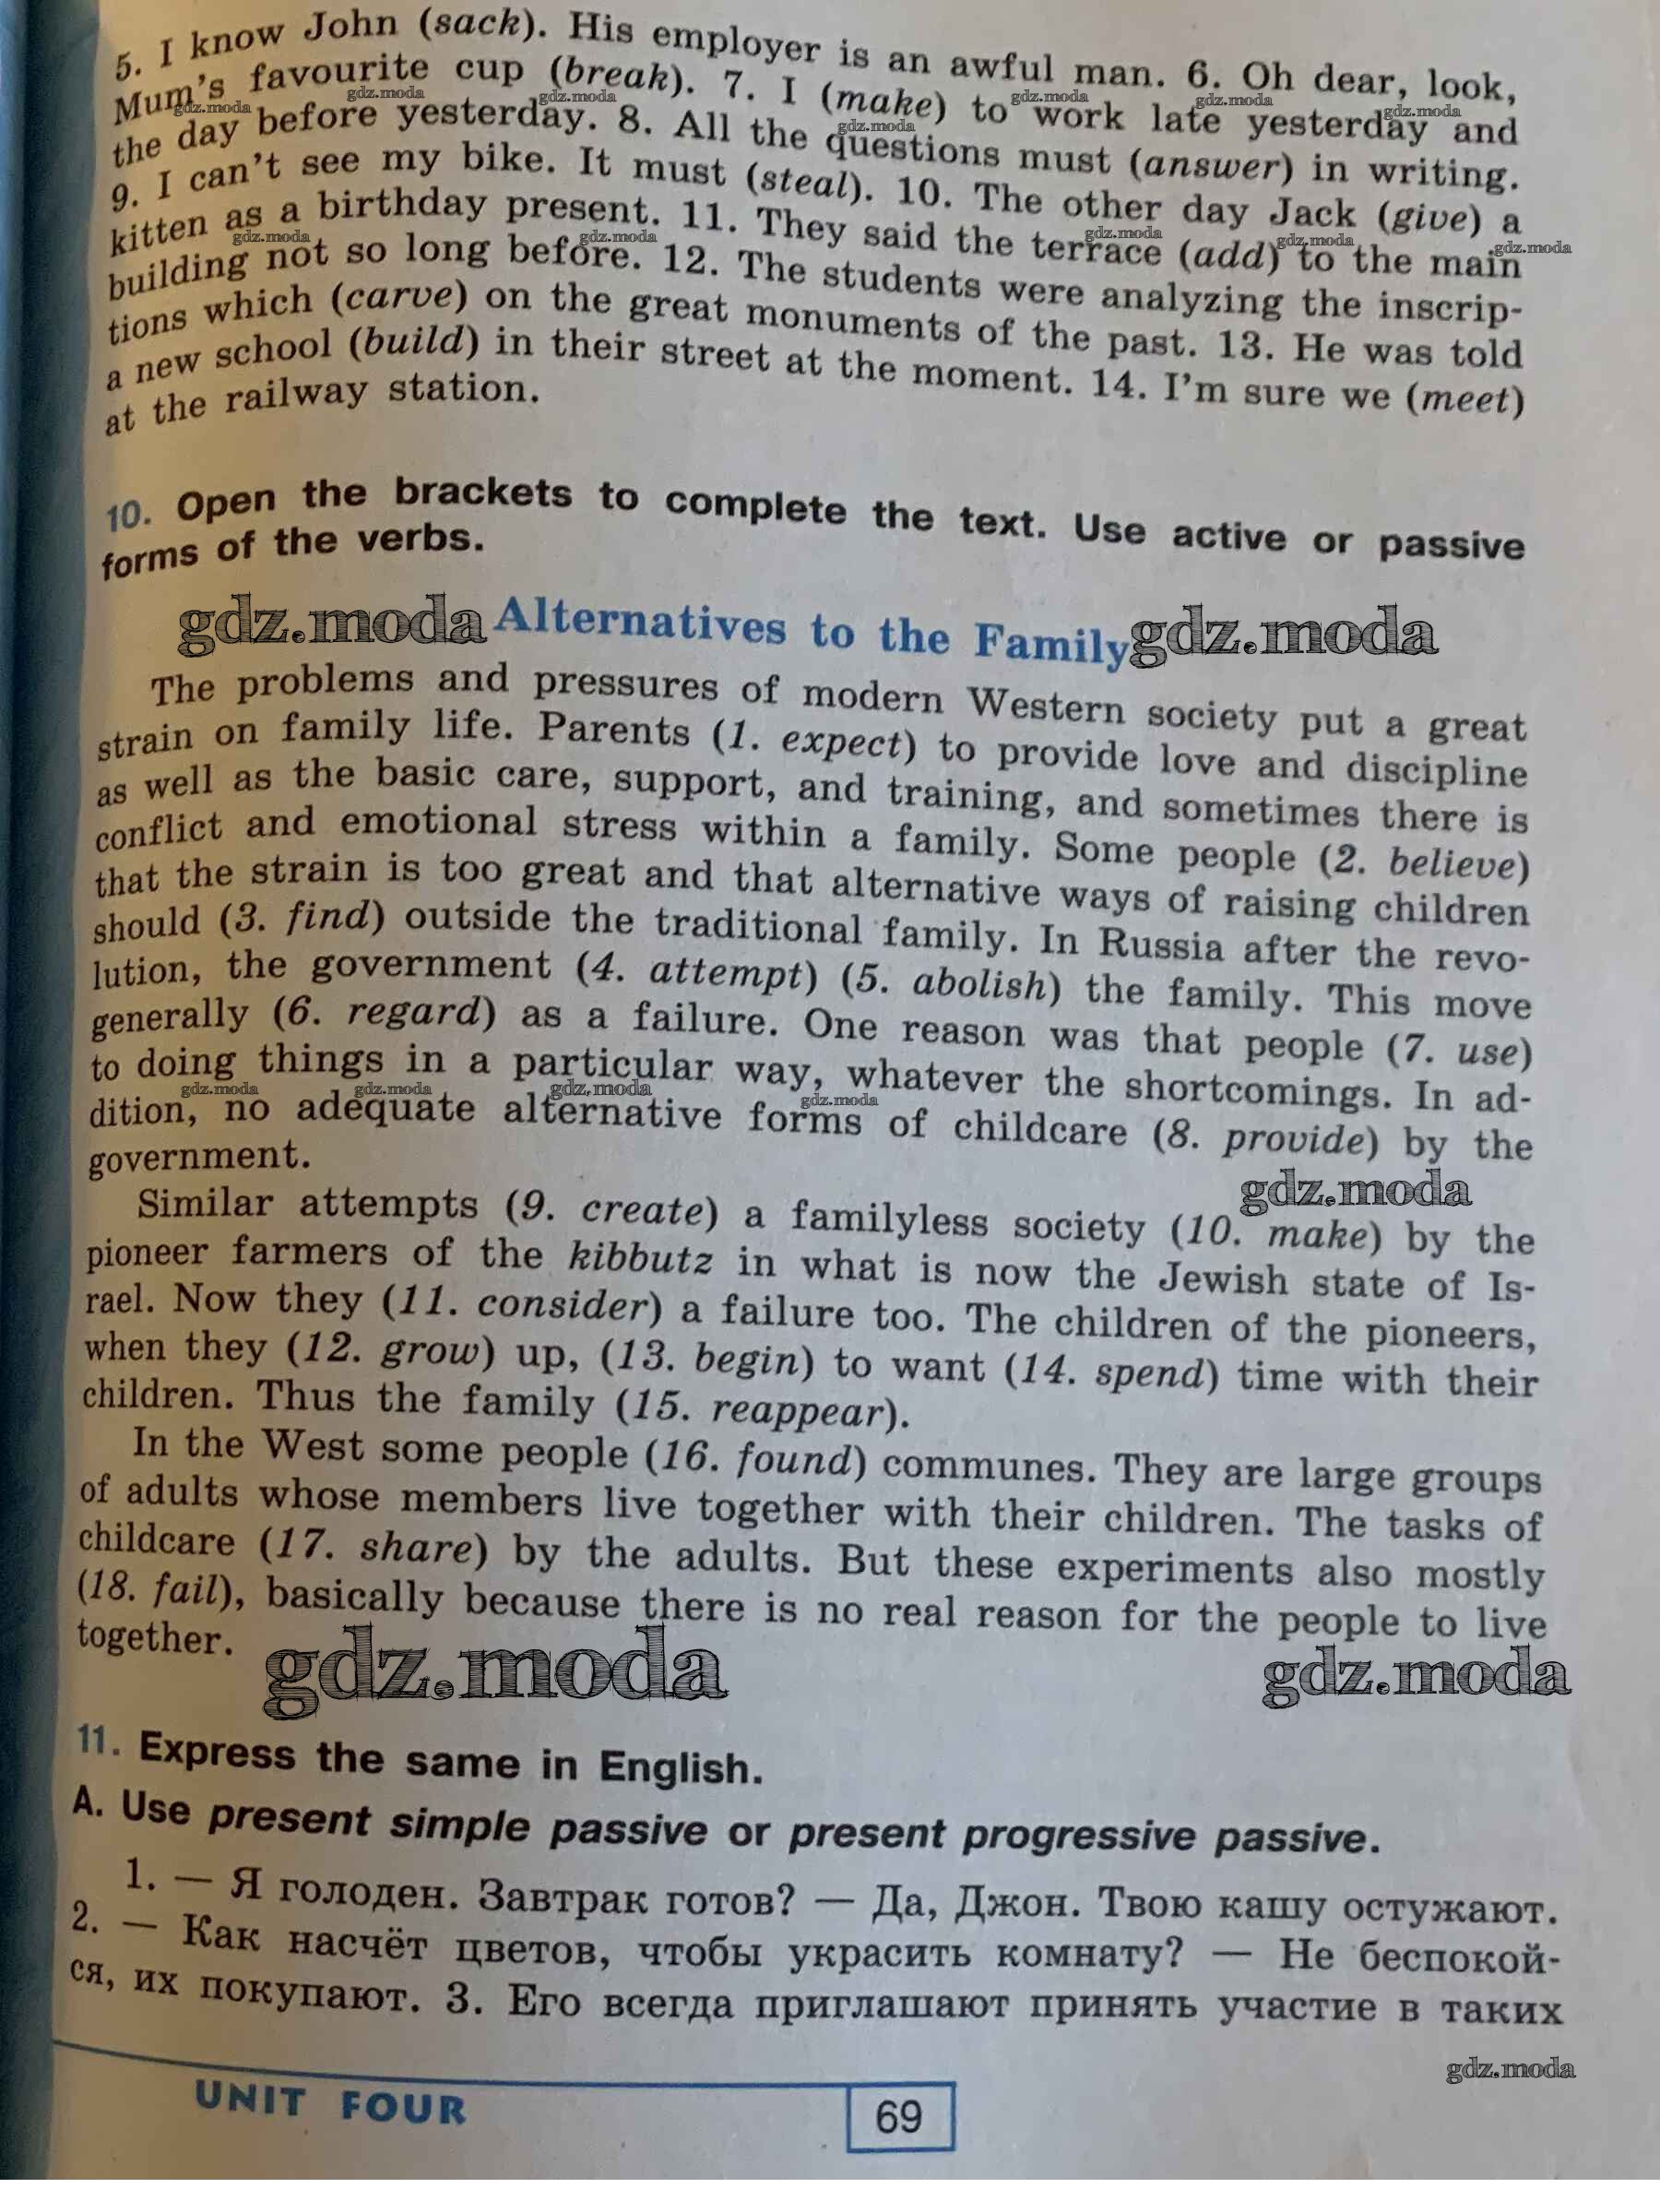 5. I know John (sack). His employer is an awful man. 6. Oh dear, look,
Mum's favourite cup (break). 7. I (make) to work late yesterday and
the day before yesterday. 8. All the questions must (answer) in writing.
9. I can't see my bike. It must (steal). 10. The other day Jack (give) a
kitten as a birthday present. 11. They said the terrace (add) to the main
building not so long before. 12. The students were analyzing the inscrip-
tions which (carve) on the great monuments of the past. 13. He was told
a new school (build) in their street at the moment. 14. I'm sure we (meet)
at the railway station.
10. Open the brackets to complete the text. Use active or passive
forms of the verbs.
gdz.moda Alternatives to the Family gdz.moda
The problems and pressures of modern Western society put a great
strain on family life. Parents (1. expect) to provide love and discipline
as well as the basic care, support, and training, and sometimes there is
conflict and emotional stress within a family. Some people (2. believe)
that the strain is too great and that alternative ways of raising children
should (3. find) outside the traditional family. In Russia after the revo-
lution, the government (4. attempt) (5. abolish) the family. This move
generally (6. regard) as a failure. One reason was that people (7. use)
to doing things in a particular way, whatever the shortcomings. In ad-
gdz.moda gdz.moda gdz.moda gdz.moda
dition, no adequate alternative forms of childcare (8. provide) by the
government.
gdz.moda
Similar attempts (9. create) a familyless society (10. make) by the
pioneer farmers of the kibbutz in what is now the Jewish state of Is-
rael. Now they (11. consider) a failure too. The children of the pioneers,
when they (12. grow) up, (13. begin) to want (14. spend) time with their
children. Thus the family (15. reappear).
In the West some people (16. found) communes. They are large groups
of adults whose members live together with their children. The tasks of
childcare (17. share) by the adults. But these experiments also mostly
(18. fail), basically because there is no real reason for the people to live
together.
gdz.moda gdz.moda
11. Express the same in English.
A. Use present simple passive or present progressive passive.
1. — Я голоден. Завтрак готов? — Да, Джон. Твою кашу остужают.
2. — Как насчёт цветов, чтобы украсить комнату? — Не беспокой-
ся, их покупают. 3. Его всегда приглашают принять участие в таких
gdz.moda
UNIT FOUR
69